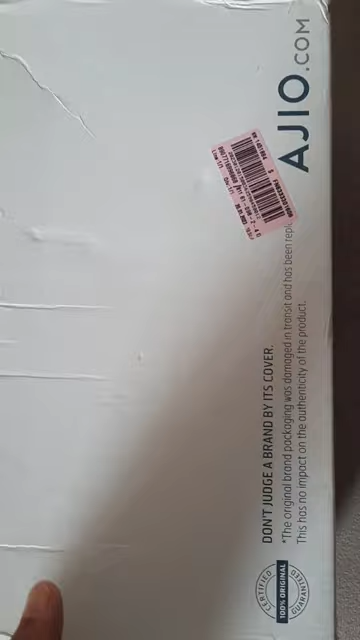 AJIO.COM
DON'T JUDGE A BRAND BY ITS COVER.
*The original brand packaging was damaged in transit and has been
This has no impact on the authenticity of the product.
CERTIFIED
100% ORIGINAL
GUARANTEED